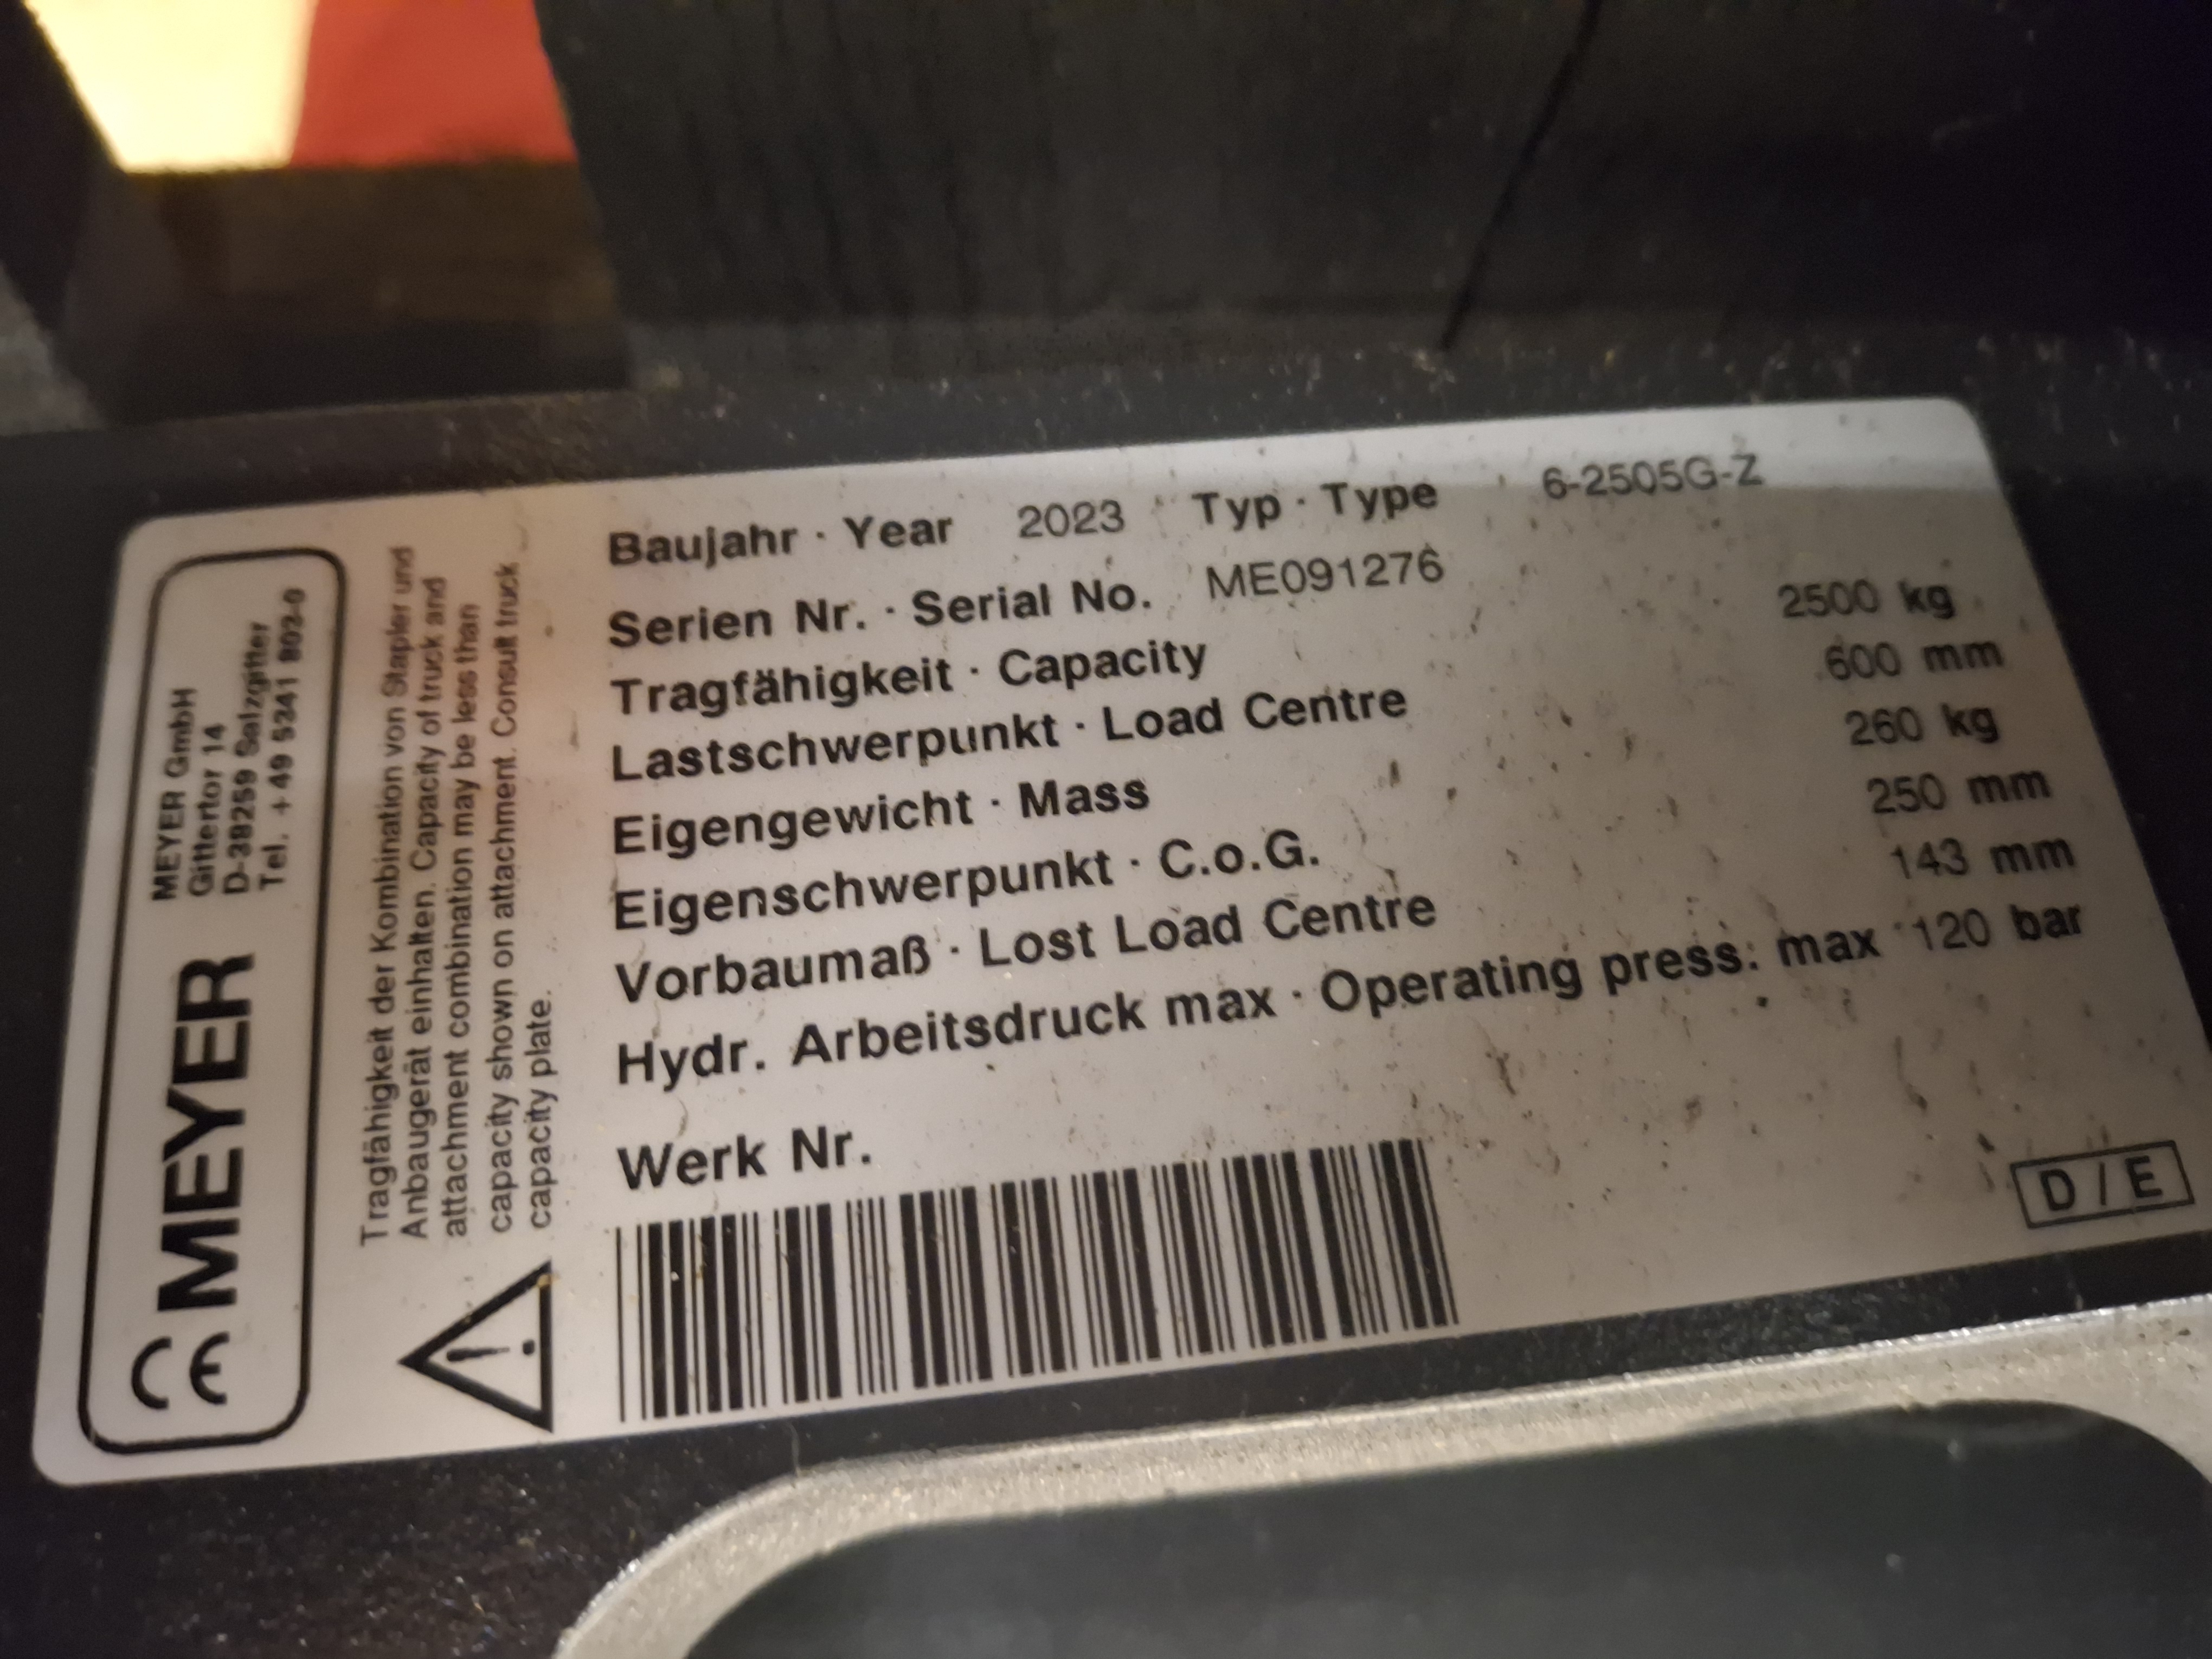 CE MEYER
MEYER GmbH
Gittertor 14
D-38259 Salzgitter
Tel. +49 5341 803-0
Tragfähigkeit der Kombination von Stapler und
Anbaugerät einhalten. Capacity of truck and
attachment combination may be less than
capacity shown on attachment. Consult truck
capacity plate.
Baujahr · Year 2023 Typ · Type 6-2505G-Z
Serien Nr. · Serial No. ME091276
Tragfähigkeit · Capacity 2500 kg
Lastschwerpunkt · Load Centre 600 mm
Eigengewicht · Mass 260 kg
Eigenschwerpunkt · C.o.G. 250 mm
Vorbaumaß · Lost Load Centre 143 mm
Hydr. Arbeitsdruck max · Operating press: max 120 bar
Werk Nr.
D / E